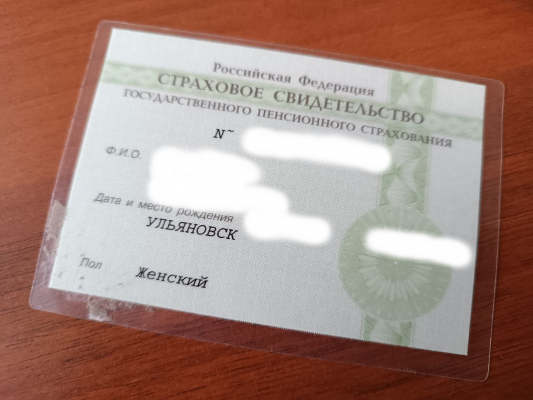 Российская Федерация
СТРАХОВОЕ СВИДЕТЕЛЬСТВО
ГОСУДАРСТВЕННОГО ПЕНСИОННОГО СТРАХОВАНИЯ
N~
Ф.И.О.
Дата и место рождения
УЛЬЯНОВСК
Пол Женский